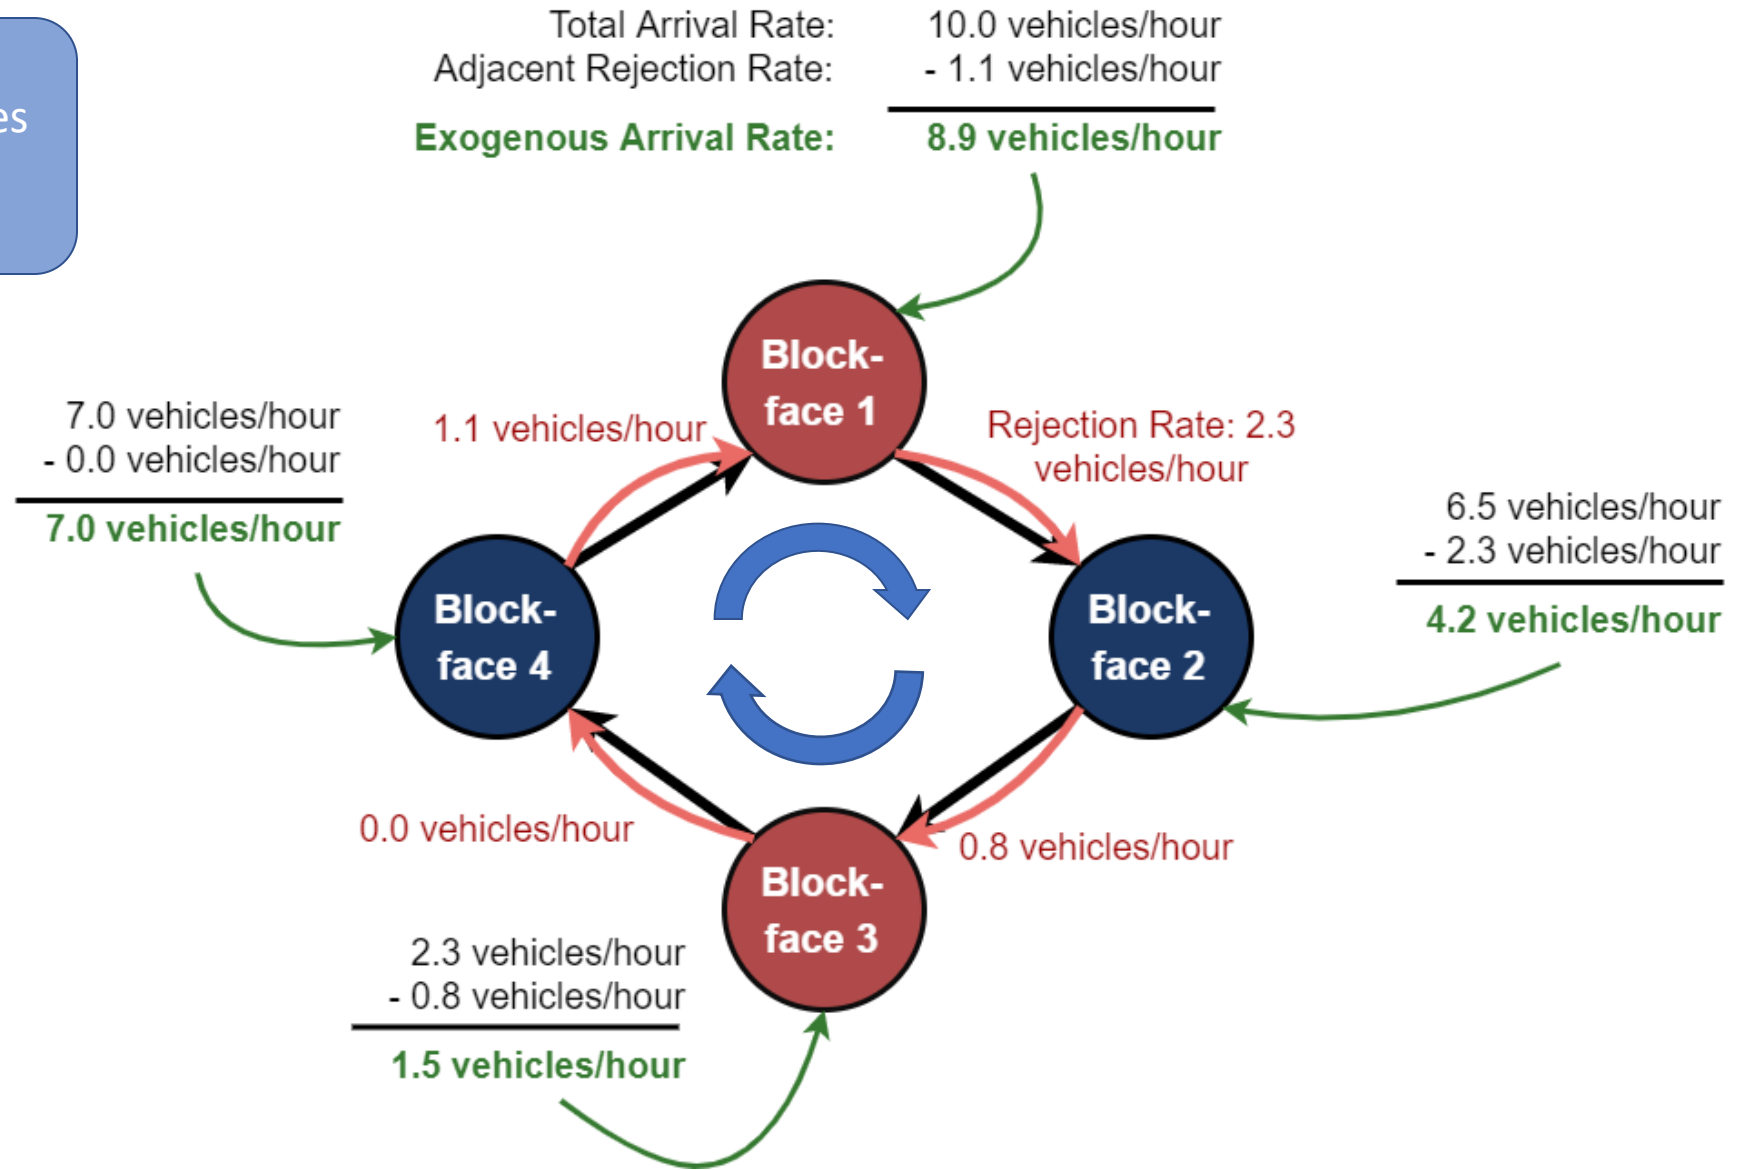 Total Arrival Rate: 10.0 vehicles/hour
Adjacent Rejection Rate: - 1.1 vehicles/hour
Exogenous Arrival Rate: 8.9 vehicles/hour
Block-
face 1
1.1 vehicles/hour
Rejection Rate: 2.3
vehicles/hour
7.0 vehicles/hour
- 0.0 vehicles/hour
7.0 vehicles/hour
6.5 vehicles/hour
- 2.3 vehicles/hour
4.2 vehicles/hour
Block-
face 4
Block-
face 2
0.0 vehicles/hour
0.8 vehicles/hour
Block-
face 3
2.3 vehicles/hour
- 0.8 vehicles/hour
1.5 vehicles/hour